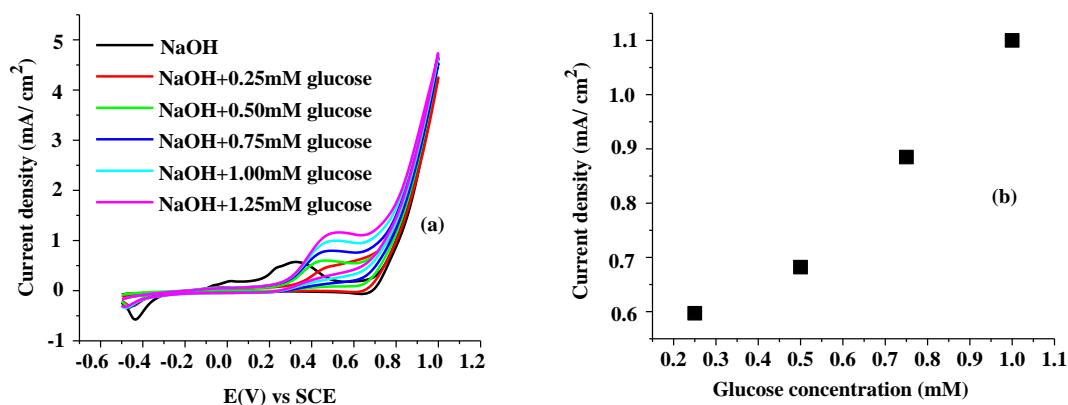 5
4
3
2
1
0
-1
-0.6 -0.4 -0.2 0.0 0.2 0.4 0.6 0.8 1.0 1.2
Current density (mA/ cm²)
E(V) vs SCE
NaOH
NaOH+0.25mM glucose
NaOH+0.50mM glucose
NaOH+0.75mM glucose
NaOH+1.00mM glucose
NaOH+1.25mM glucose
(a)
1.1
1.0
0.9
0.8
0.7
0.6
0.2 0.3 0.4 0.5 0.6 0.7 0.8 0.9 1.0 1.1
Current density (mA/ cm²)
Glucose concentration (mM)
(b)